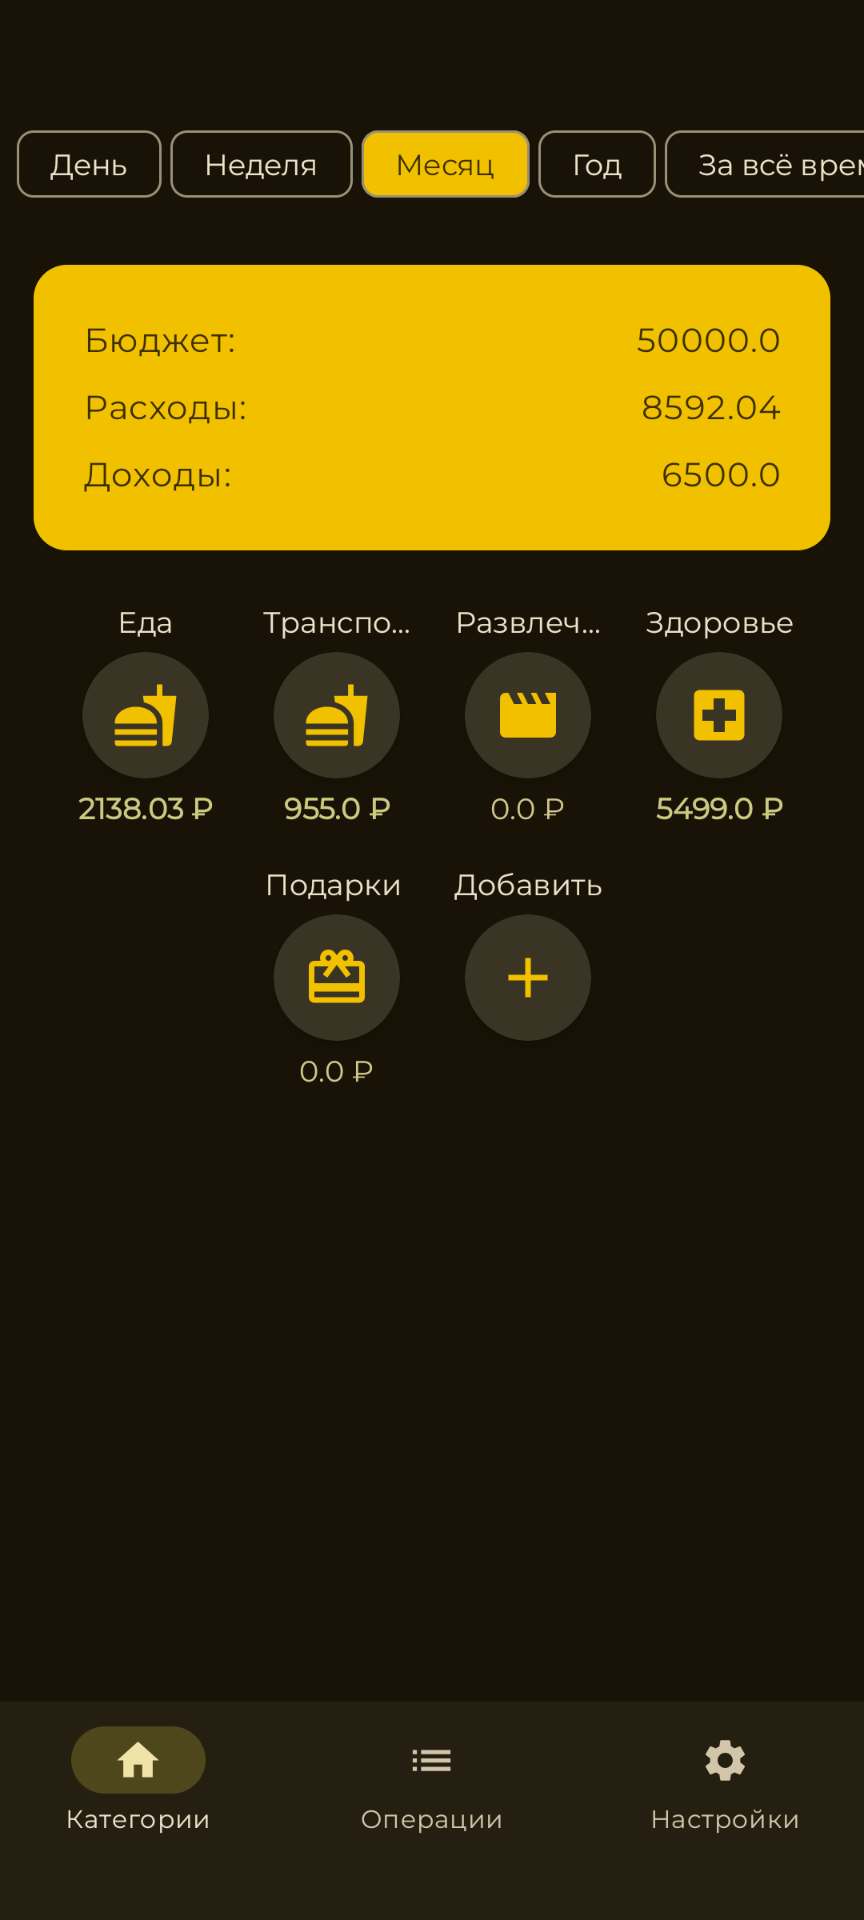 День Неделя Месяц Год За всё врем
Бюджет: 50000.0
Расходы: 8592.04
Доходы: 6500.0
Еда Транспо... Развлеч... Здоровье
2138.03 ₽ 955.0 ₽ 0.0 ₽ 5499.0 ₽
Подарки Добавить
0.0 ₽
Категории Операции Настройки